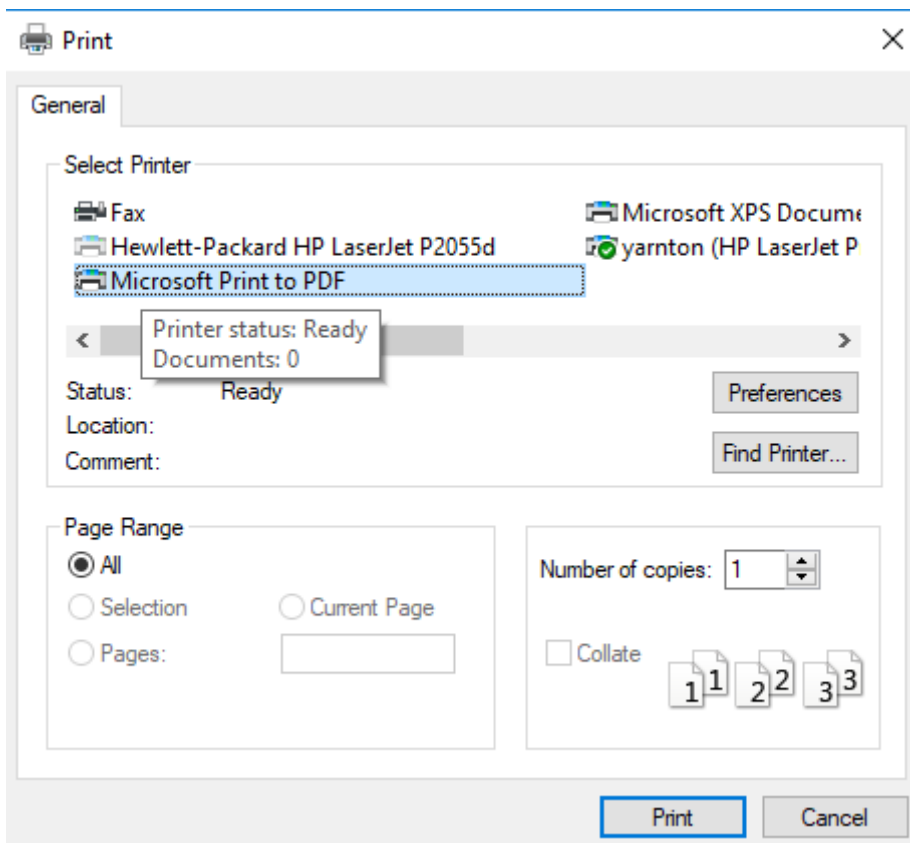 Print
General
Select Printer
Fax
Microsoft XPS Docume
Hewlett-Packard HP LaserJet P2055d
yarnton (HP LaserJet P
Microsoft Print to PDF
Printer status: Ready
Documents: 0
Status: Ready
Preferences
Location:
Find Printer...
Comment:
Page Range
All
Number of copies: 1
Selection
Current Page
Pages:
Collate
1 1 2 2 3 3
Print
Cancel